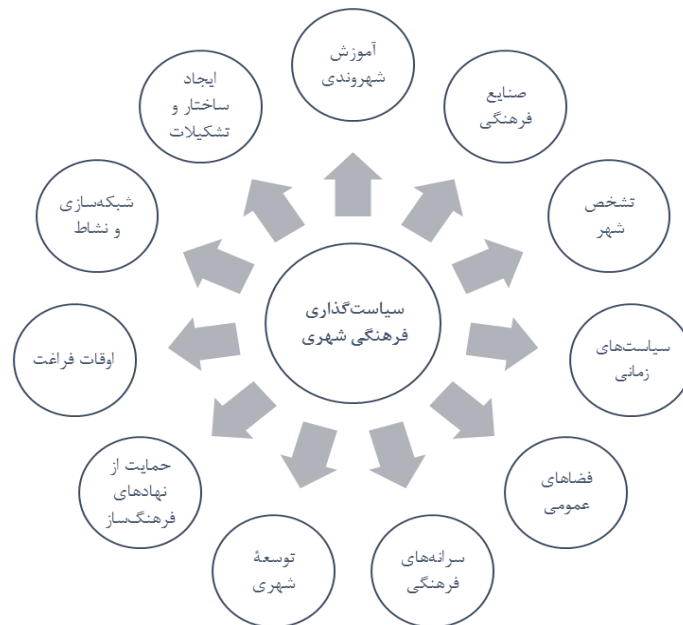 آموزش
شهروندی
صنایع
فرهنگی
تشخص
شهر
سیاست‌های
زمانی
فضاهای
عمومی
سرانه‌های
فرهنگی
توسعهٔ
شهری
حمایت از
نهادهای
فرهنگ‌ساز
اوقات فراغت
شبکه‌سازی
و نشاط
ایجاد
ساختار و
تشکیلات
سیاست‌گذاری
فرهنگی شهری